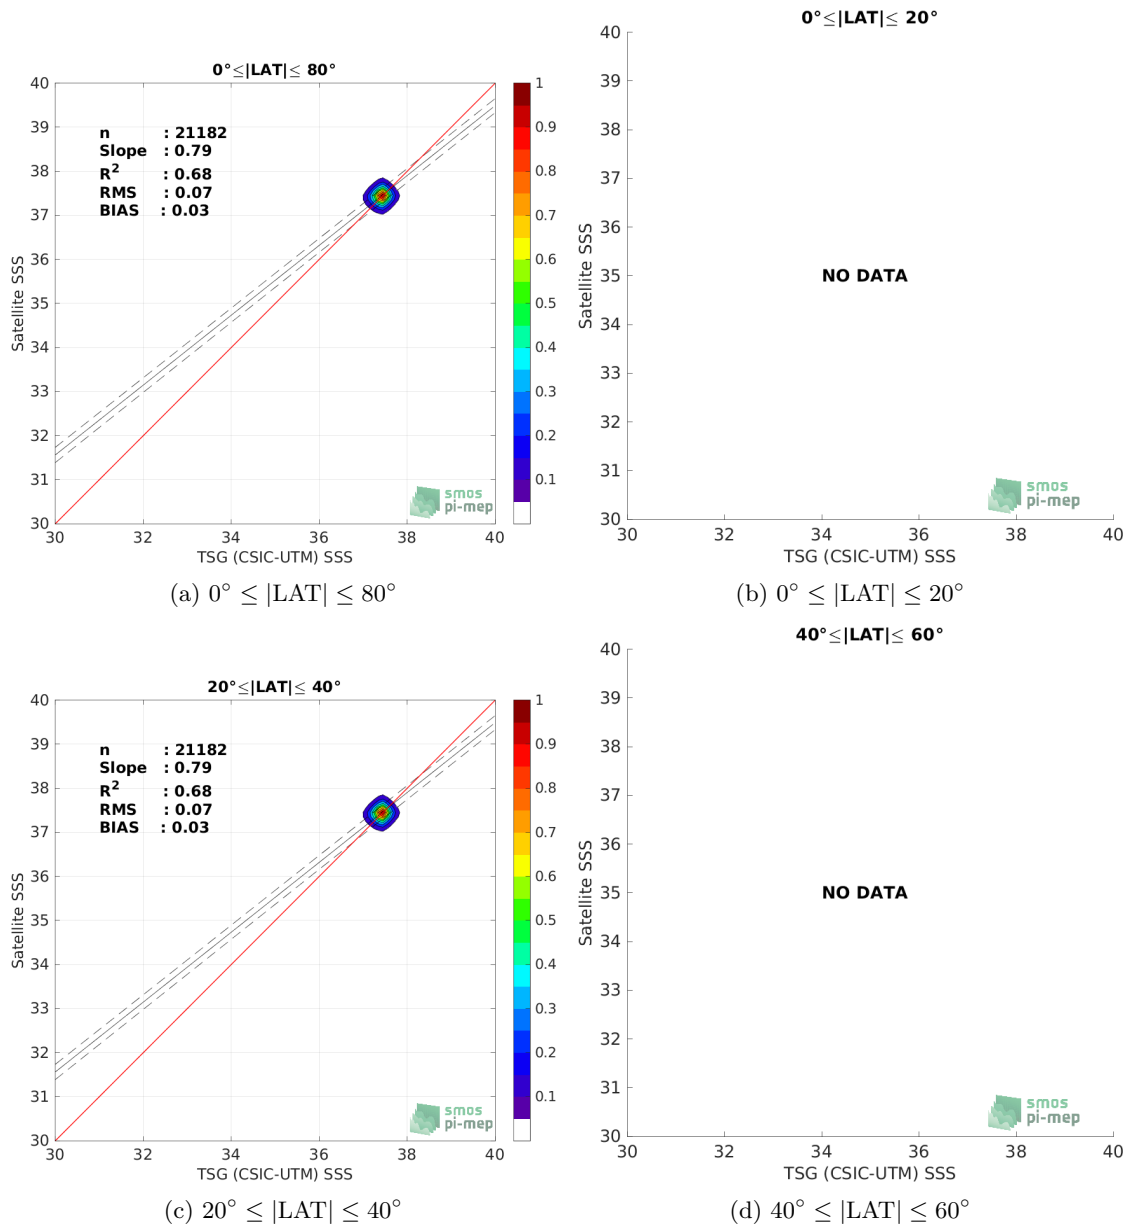 0°≤|LAT|≤ 80°
40
39
38
37
36
35
34
33
32
31
30
Satellite SSS
n : 21182
Slope : 0.79
R2 : 0.68
RMS : 0.07
BIAS : 0.03
1
0.9
0.8
0.7
0.6
0.5
0.4
0.3
0.2
0.1
smos
pi-mep
30 32 34 36 38 40
TSG (CSIC-UTM) SSS
(a) 0° ≤ |LAT| ≤ 80°
0°≤|LAT|≤ 20°
40
39
38
37
36
35
34
33
32
31
30
Satellite SSS
NO DATA
smos
pi-mep
30 32 34 36 38 40
TSG (CSIC-UTM) SSS
(b) 0° ≤ |LAT| ≤ 20°
20°≤|LAT|≤ 40°
40
39
38
37
36
35
34
33
32
31
30
Satellite SSS
n : 21182
Slope : 0.79
R2 : 0.68
RMS : 0.07
BIAS : 0.03
1
0.9
0.8
0.7
0.6
0.5
0.4
0.3
0.2
0.1
smos
pi-mep
30 32 34 36 38 40
TSG (CSIC-UTM) SSS
(c) 20° ≤ |LAT| ≤ 40°
40°≤|LAT|≤ 60°
40
39
38
37
36
35
34
33
32
31
30
Satellite SSS
NO DATA
smos
pi-mep
30 32 34 36 38 40
TSG (CSIC-UTM) SSS
(d) 40° ≤ |LAT| ≤ 60°